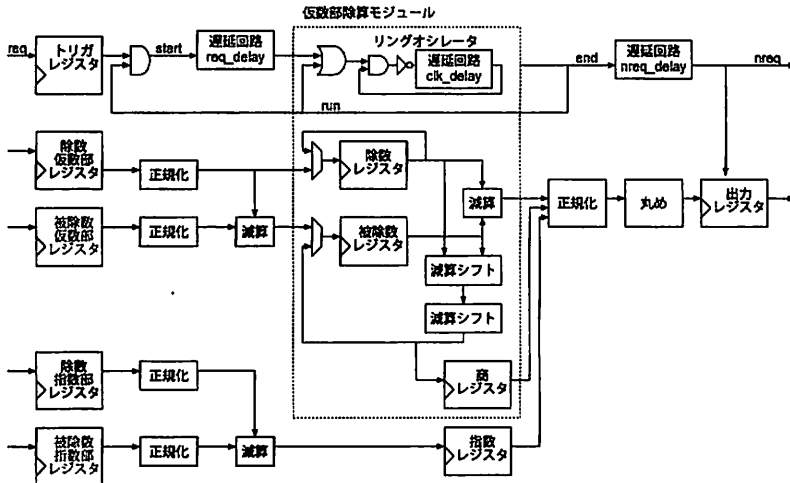 仮数部除算モジュール
req
トリガ
レジスタ
start
遅延回路
req_delay
リングオシレータ
遅延回路
clk_delay
end
遅延回路
nreq_delay
nreq
run
除数
仮数部
レジスタ
正規化
除数
レジスタ
減算
被除数
仮数部
レジスタ
正規化
減算
被除数
レジスタ
正規化
丸め
出力
レジスタ
減算シフト
減算シフト
除数
指数部
レジスタ
正規化
商
レジスタ
被除数
指数部
レジスタ
正規化
減算
指数
レジスタ